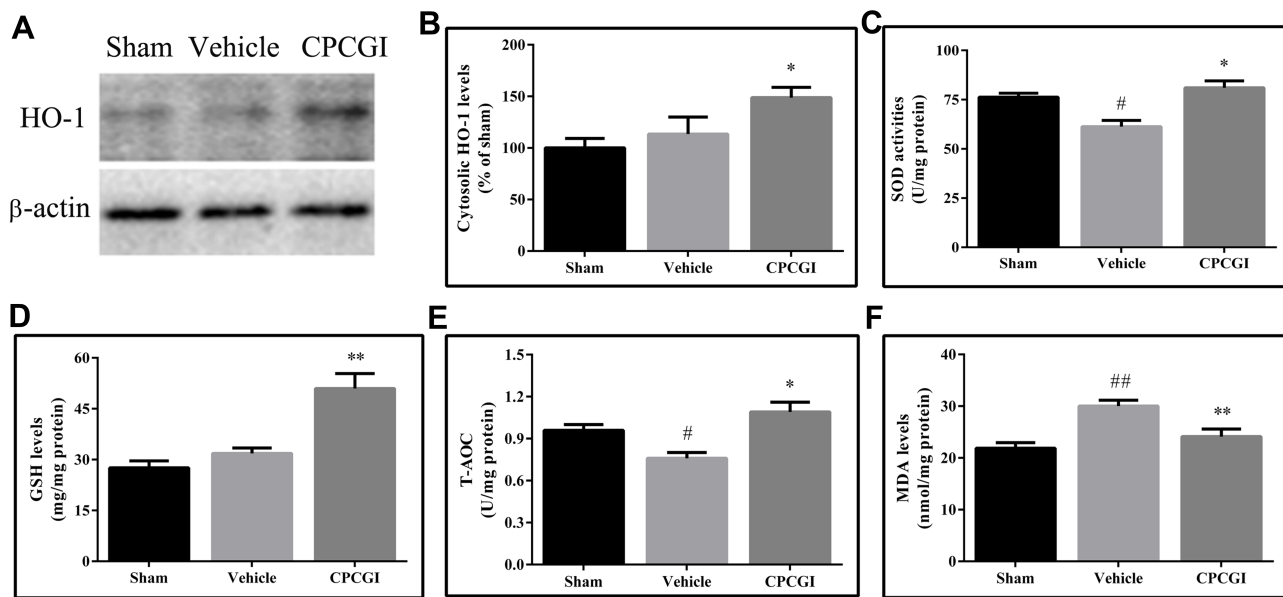 A
Sham Vehicle CPCGI
HO-1
β-actin
B
Cytosolic HO-1 levels
(% of sham)
200
150
100
50
0
*
Sham Vehicle CPCGI
C
SOD activities
(U/mg protein)
100
75
50
25
0
#
*
Sham Vehicle CPCGI
D
GSH levels
(mg/mg protein)
60
45
30
15
0
**
Sham Vehicle CPCGI
E
T-AOC
(U/mg protein)
1.5
1.2
0.9
0.6
0.3
0.0
#
*
Sham Vehicle CPCGI
F
MDA levels
(nmol/mg protein)
40
30
20
10
0
##
**
Sham Vehicle CPCGI